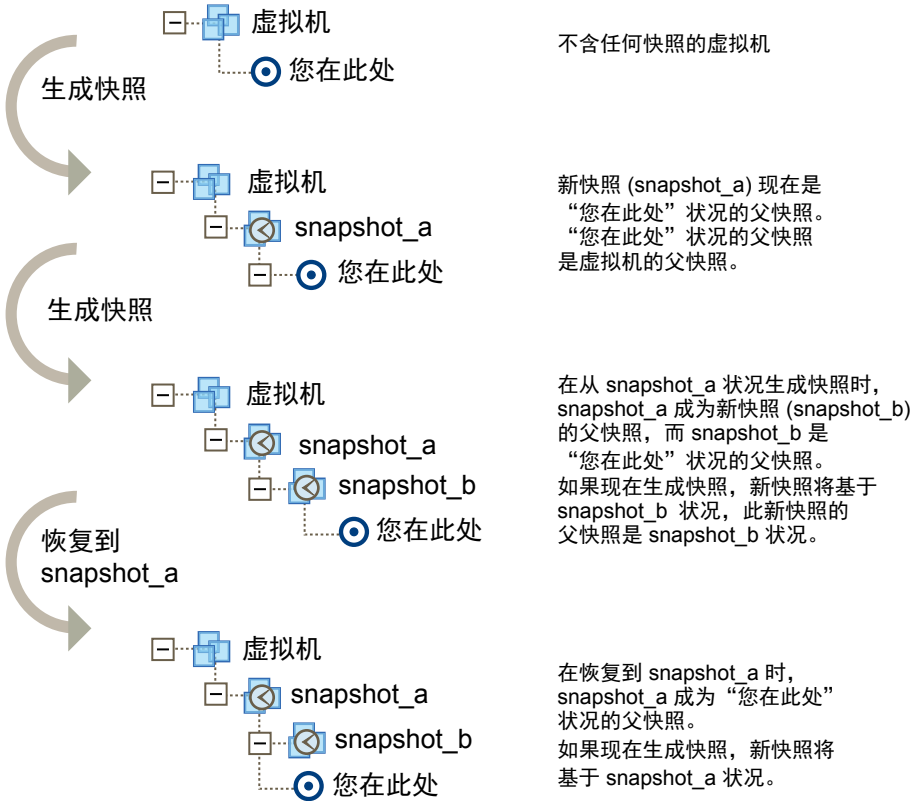 虚拟机
您在此处
不含任何快照的虚拟机
生成快照
虚拟机
snapshot_a
您在此处
新快照 (snapshot_a) 现在是
“您在此处”状况的父快照。
“您在此处”状况的父快照
是虚拟机的父快照。
生成快照
虚拟机
snapshot_a
snapshot_b
您在此处
在从 snapshot_a 状况生成快照时，
snapshot_a 成为新快照 (snapshot_b)
的父快照，而 snapshot_b 是
“您在此处”状况的父快照。
如果现在生成快照，新快照将基于
snapshot_b 状况，此新快照的
父快照是 snapshot_b 状况。
恢复到
snapshot_a
虚拟机
snapshot_a
snapshot_b
您在此处
在恢复到 snapshot_a 时，
snapshot_a 成为“您在此处”
状况的父快照。
如果现在生成快照，新快照将
基于 snapshot_a 状况。